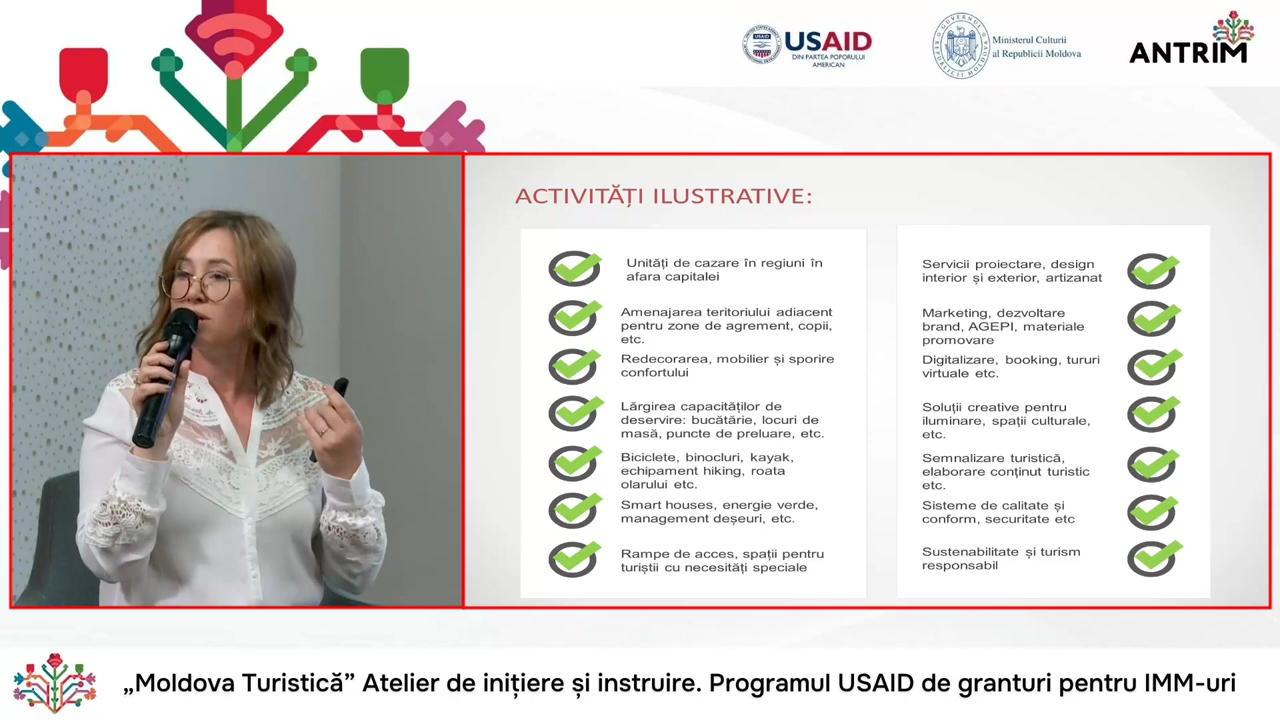 USAID
DIN PARTEA POPORULUI
AMERICAN
Ministerul Culturii
al Republicii Moldova
ANTRIM
ACTIVITĂȚI ILUSTRATIVE:
Unități de cazare în regiuni în
afara capitalei
Amenajarea teritoriului adiacent
pentru zone de agrement, copii,
etc.
Redecorarea, mobilier și sporire
confortului
Lărgirea capacităților de
deservire: bucătărie, locuri de
masă, puncte de preluare, etc.
Biciclete, binocluri, kayak,
echipament hiking, roata
olarului etc.
Smart houses, energie verde,
management deșeuri, etc.
Rampe de acces, spații pentru
turiștii cu necesități speciale
Servicii proiectare, design
interior și exterior, artizanat
Marketing, dezvoltare
brand, AGEPI, materiale
promovare
Digitalizare, booking, tururi
virtuale etc.
Soluții creative pentru
iluminare, spații culturale,
etc.
Semnalizare turistică,
elaborare conținut turistic
etc.
Sisteme de calitate și
conform, securitate etc
Sustenabilitate și turism
responsabil
„Moldova Turistică” Atelier de inițiere și instruire. Programul USAID de granturi pentru IMM-uri